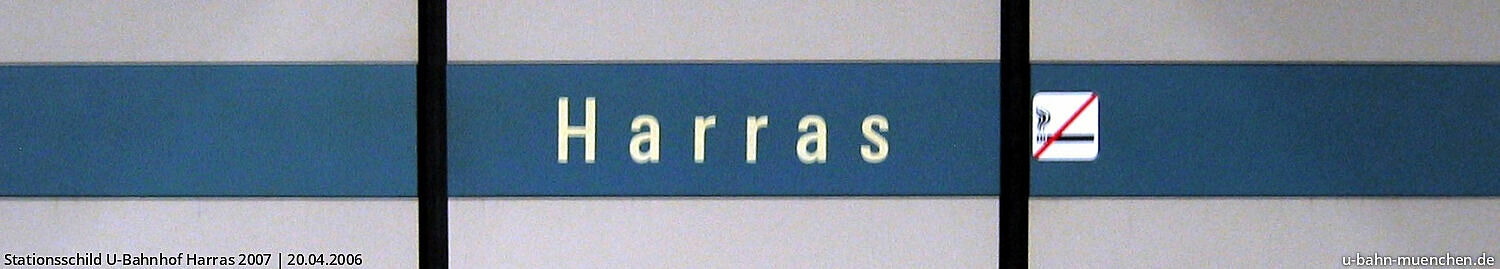 Harras
Stationsschild U-Bahnhof Harras 2007 | 20.04.2006
u-bahn-muenchen.de